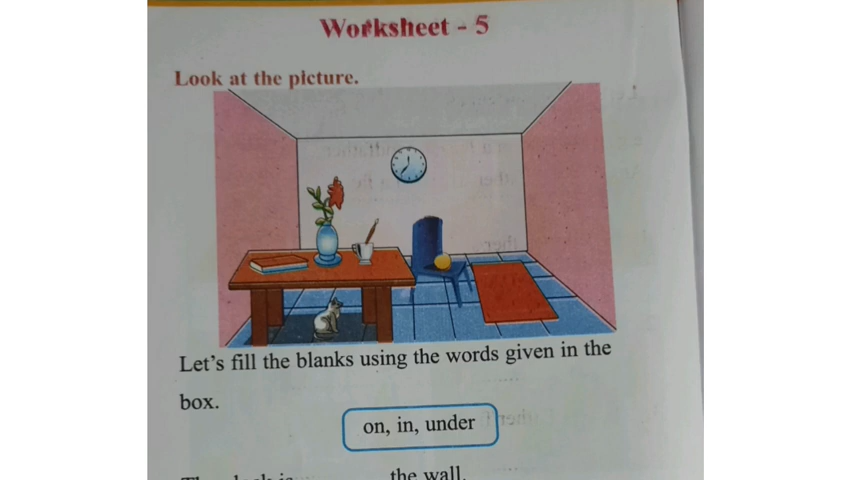 Worksheet - 5
Look at the picture.
Let's fill the blanks using the words given in the
box.
on, in, under
the wall.